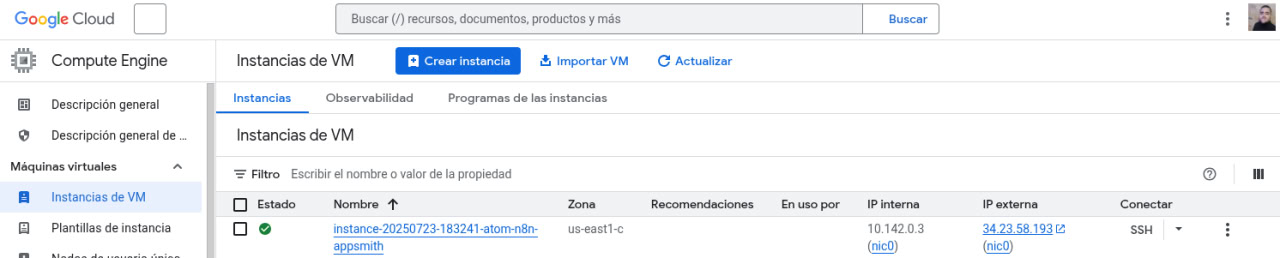 Google Cloud
Buscar (/) recursos, documentos, productos y más
Buscar
Compute Engine
Instancias de VM
Crear instancia
Importar VM
Actualizar
Descripción general
Descripción general de ...
Máquinas virtuales
Instancias de VM
Plantillas de instancia
Nodos de usuario único
Instancias
Observabilidad
Programas de las instancias
Instancias de VM
Filtro
Escribir el nombre o valor de la propiedad
Estado
Nombre
Zona
Recomendaciones
En uso por
IP interna
IP externa
Conectar
instance-20250723-183241-atom-n8n-
appsmith
us-east1-c
10.142.0.3
(nic0)
34.23.58.193
(nic0)
SSH